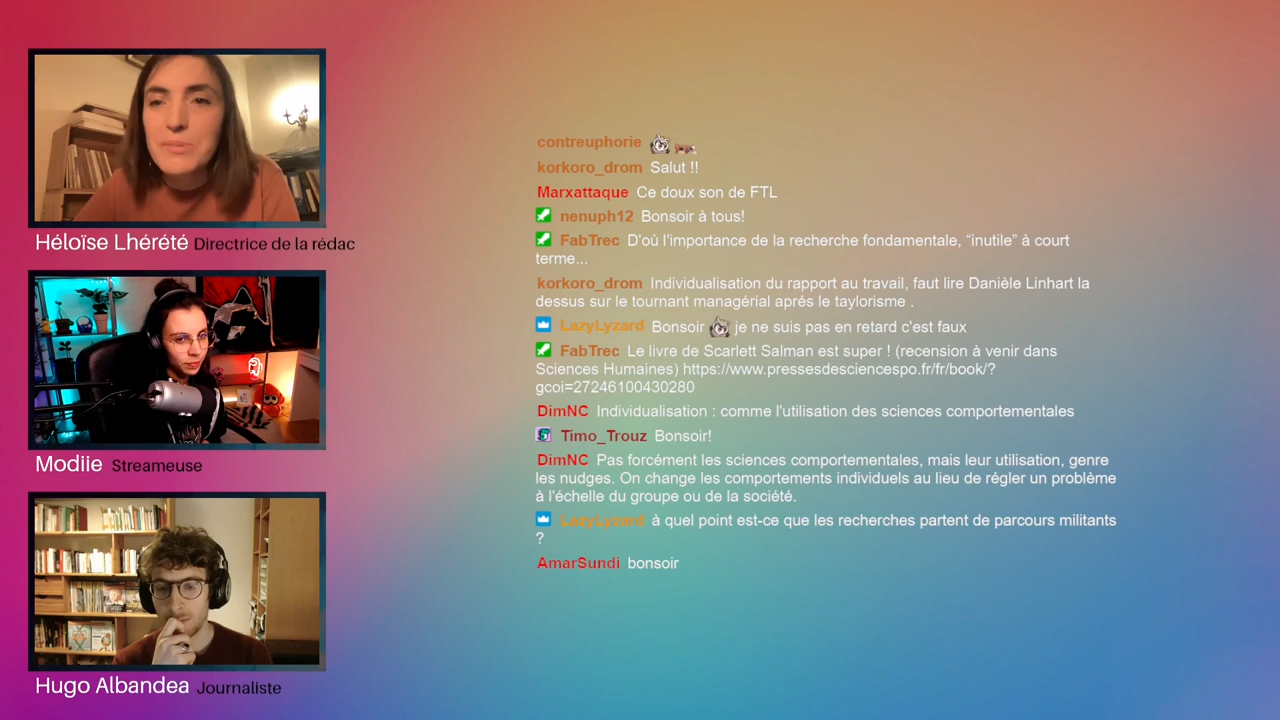 Héloïse Lhérété Directrice de la rédac
Modiie Streameuse
Hugo Albandea Journaliste
contreuphorie
korkoro_drom Salut !!
Marxattaque Ce doux son de FTL
nenuph12 Bonsoir à tous!
FabTrec D'où l'importance de la recherche fondamentale, “inutile” à court
terme...
korkoro_drom Individualisation du rapport au travail, faut lire Danièle Linhart la
dessus sur le tournant managérial aprés le taylorisme .
LazyLyzard Bonsoir je ne suis pas en retard c'est faux
FabTrec Le livre de Scarlett Salman est super ! (recension à venir dans
Sciences Humaines) https://www.pressesdesciencespo.fr/fr/book/?
gcoi=27246100430280
DimNC Individualisation : comme l'utilisation des sciences comportementales
Timo_Trouz Bonsoir!
DimNC Pas forcément les sciences comportementales, mais leur utilisation, genre
les nudges. On change les comportements individuels au lieu de régler un problème
à l'échelle du groupe ou de la société.
LazyLyzard à quel point est-ce que les recherches partent de parcours militants
?
AmarSundi bonsoir